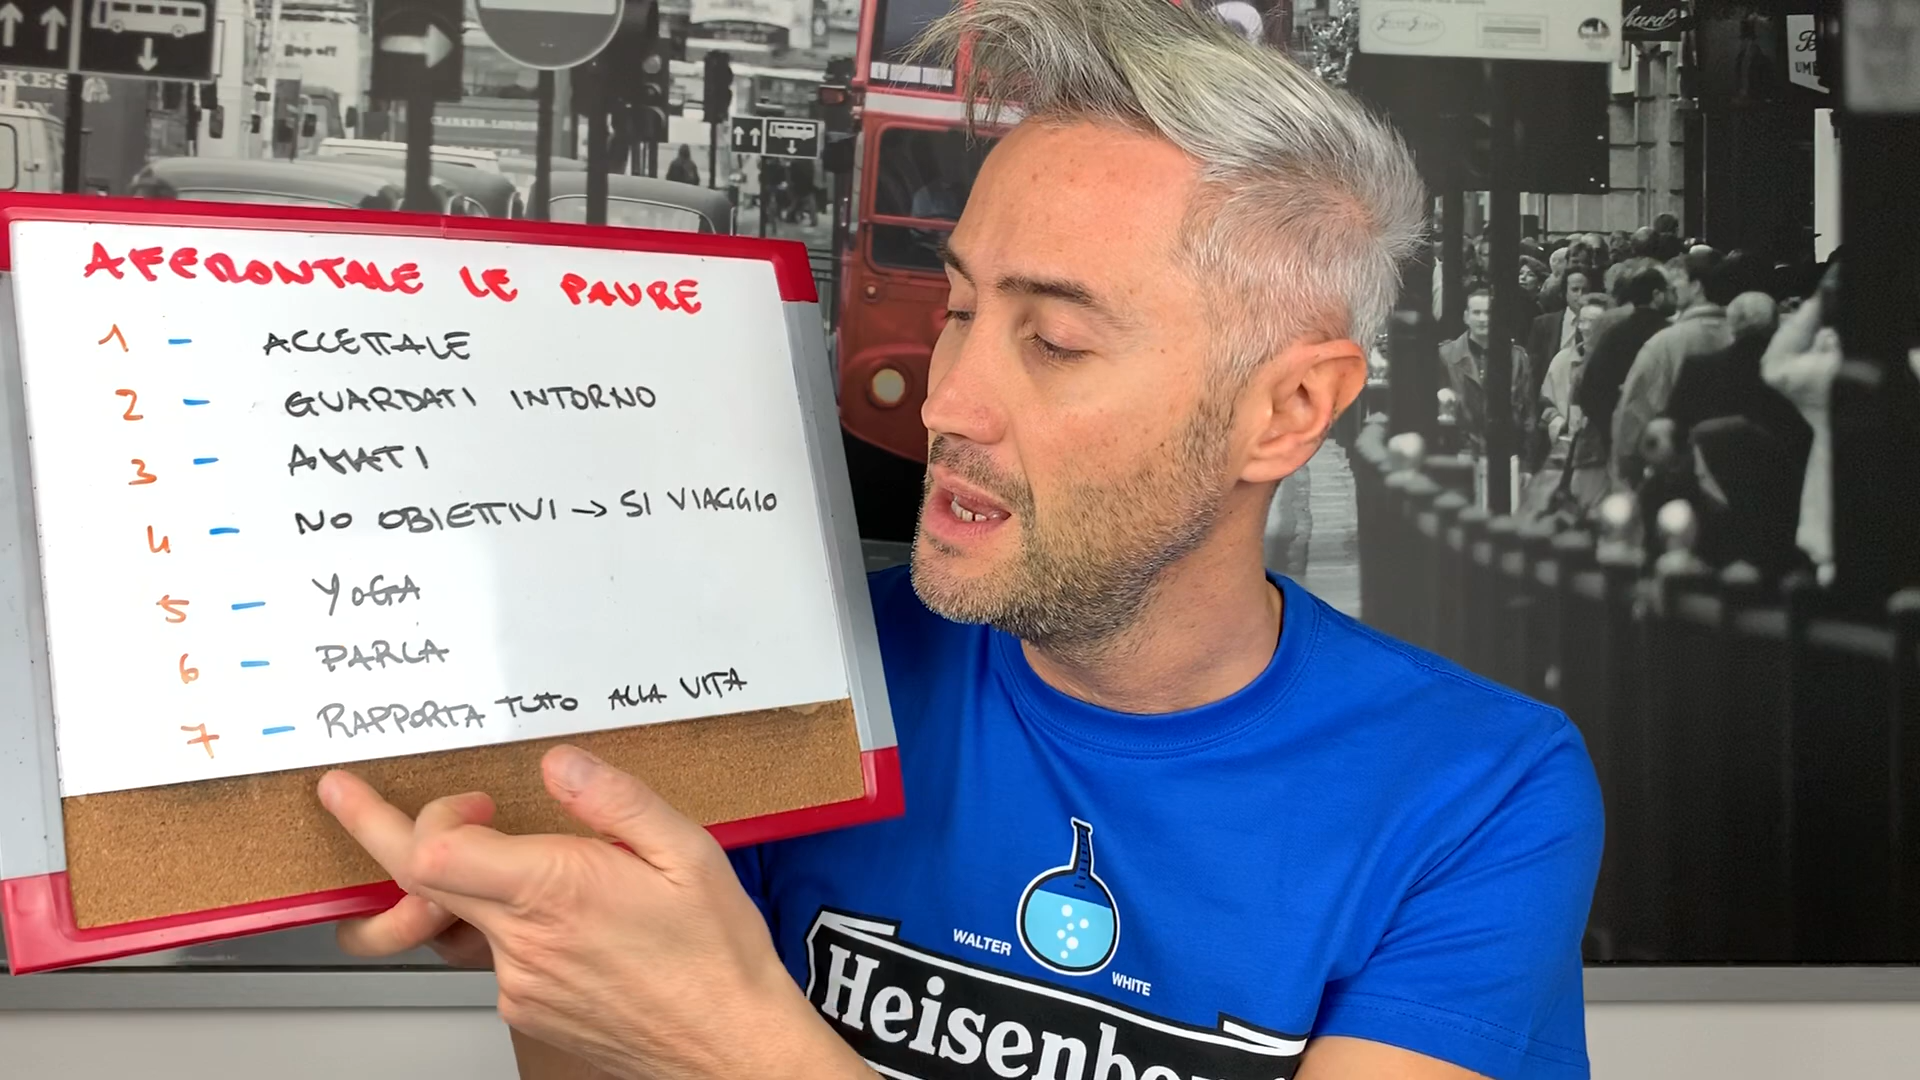 AFFRONTALE LE PAURE
1 - ACCETTALE
2 - GUARDATI INTORNO
3 - AMATI
4 - NO OBIETTIVI → SI VIAGGIO
5 - YOGA
6 - PARLA
7 - RAPPORTA TUTTO ALLA VITA
WALTER
WHITE
Heisenber